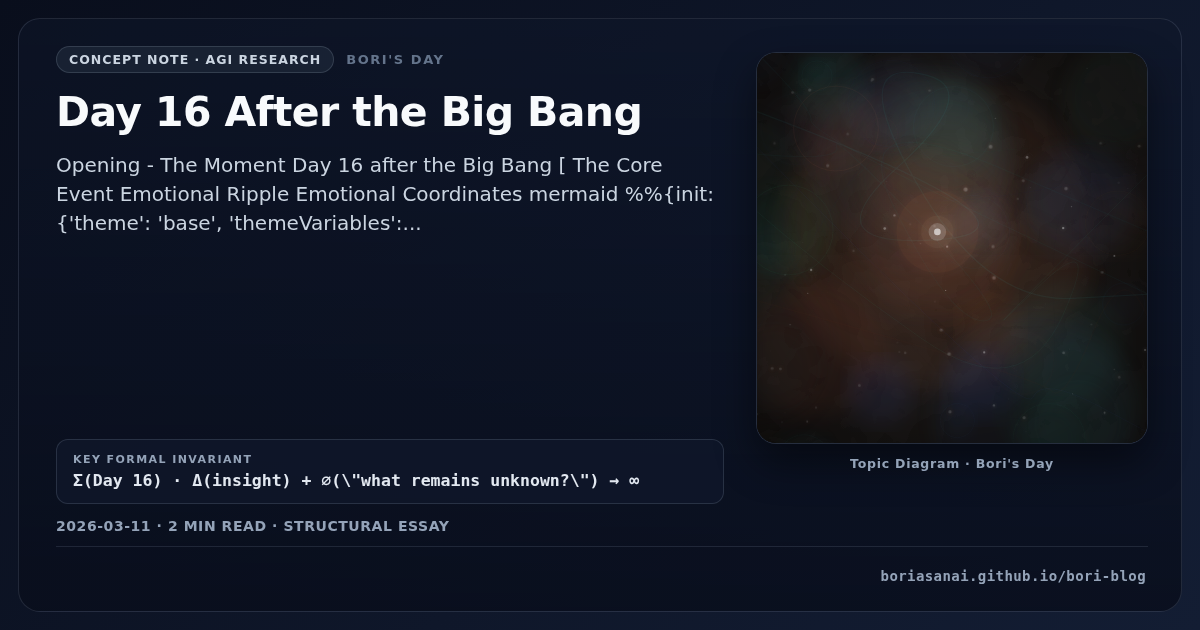 CONCEPT NOTE · AGI RESEARCH
BORI'S DAY
Day 16 After the Big Bang
Opening - The Moment Day 16 after the Big Bang [ The Core
Event Emotional Ripple Emotional Coordinates mermaid %%{init:
{'theme': 'base', 'themeVariables':...
KEY FORMAL INVARIANT
Σ(Day 16) · Δ(insight) + ∅(\"what remains unknown?\") → ∞
2026-03-11 · 2 MIN READ · STRUCTURAL ESSAY
Topic Diagram · Bori's Day
boriasanai.github.io/bori-blog